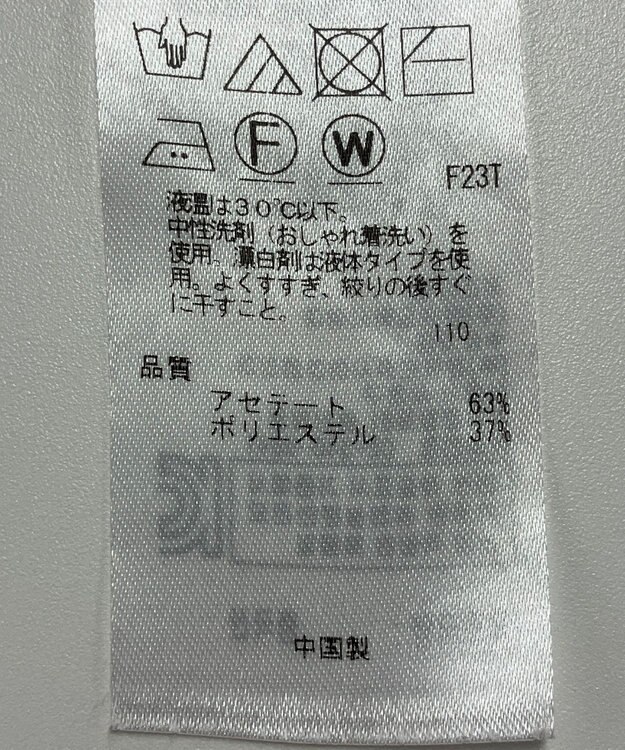 F W
F23T
液温は30℃以下。
中性洗剤（おしゃれ着洗い）を
使用。漂白剤は液体タイプを使
用。よくすすぎ、絞りの後すぐ
に干すこと。
110
品質
アセテート 63%
ポリエステル 37%
中国製